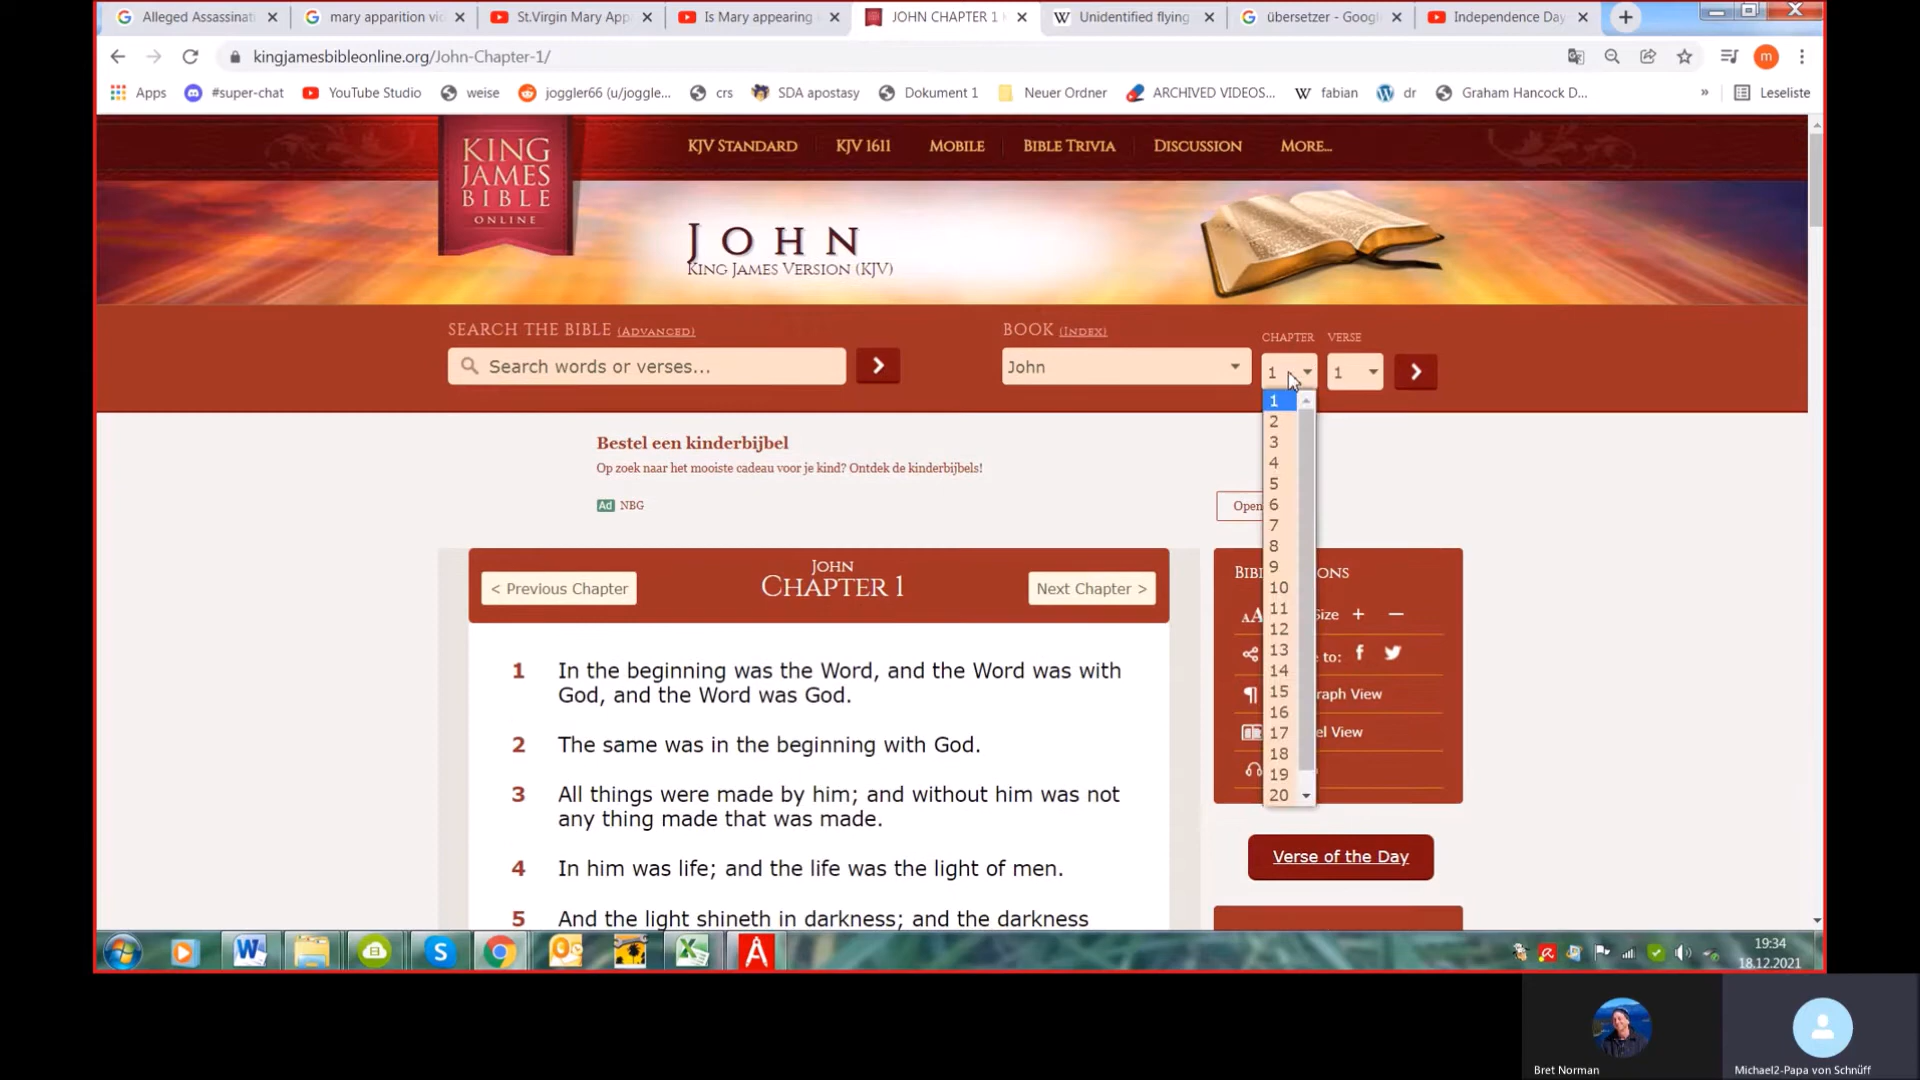 Alleged Assassinat
mary apparition vid
St.Virgin Mary App
Is Mary appearing
JOHN CHAPTER 1
Unidentified flying
übersetzer - Googl
Independence Day
kingjamesbibleonline.org/John-Chapter-1/
m
Apps
#super-chat
YouTube Studio
weise
joggler66 (u/joggle...
crs
SDA apostasy
Dokument 1
Neuer Ordner
ARCHIVED VIDEOS...
fabian
dr
Graham Hancock D...
»
Leseliste
KING
JAMES
BIBLE
ONLINE
KJV STANDARD
KJV 1611
MOBILE
BIBLE TRIVIA
DISCUSSION
MORE...
JOHN
KING JAMES VERSION (KJV)
SEARCH THE BIBLE (ADVANCED)
BOOK (INDEX)
CHAPTER
VERSE
Search words or verses...
John
1
1
1
2
3
4
5
6
7
8
9
10
11
12
13
14
15
16
17
18
19
20
Bestel een kinderbijbel
Op zoek naar het mooiste cadeau voor je kind? Ontdek de kinderbijbels!
Ad NBG
Open
JOHN
CHAPTER 1
< Previous Chapter
Next Chapter >
1 In the beginning was the Word, and the Word was with
God, and the Word was God.
2 The same was in the beginning with God.
3 All things were made by him; and without him was not
any thing made that was made.
4 In him was life; and the life was the light of men.
5 And the light shineth in darkness; and the darkness
Size + −
to:
Verse of the Day
19:34
18.12.2021
Bret Norman
Michael2-Papa von Schnüff